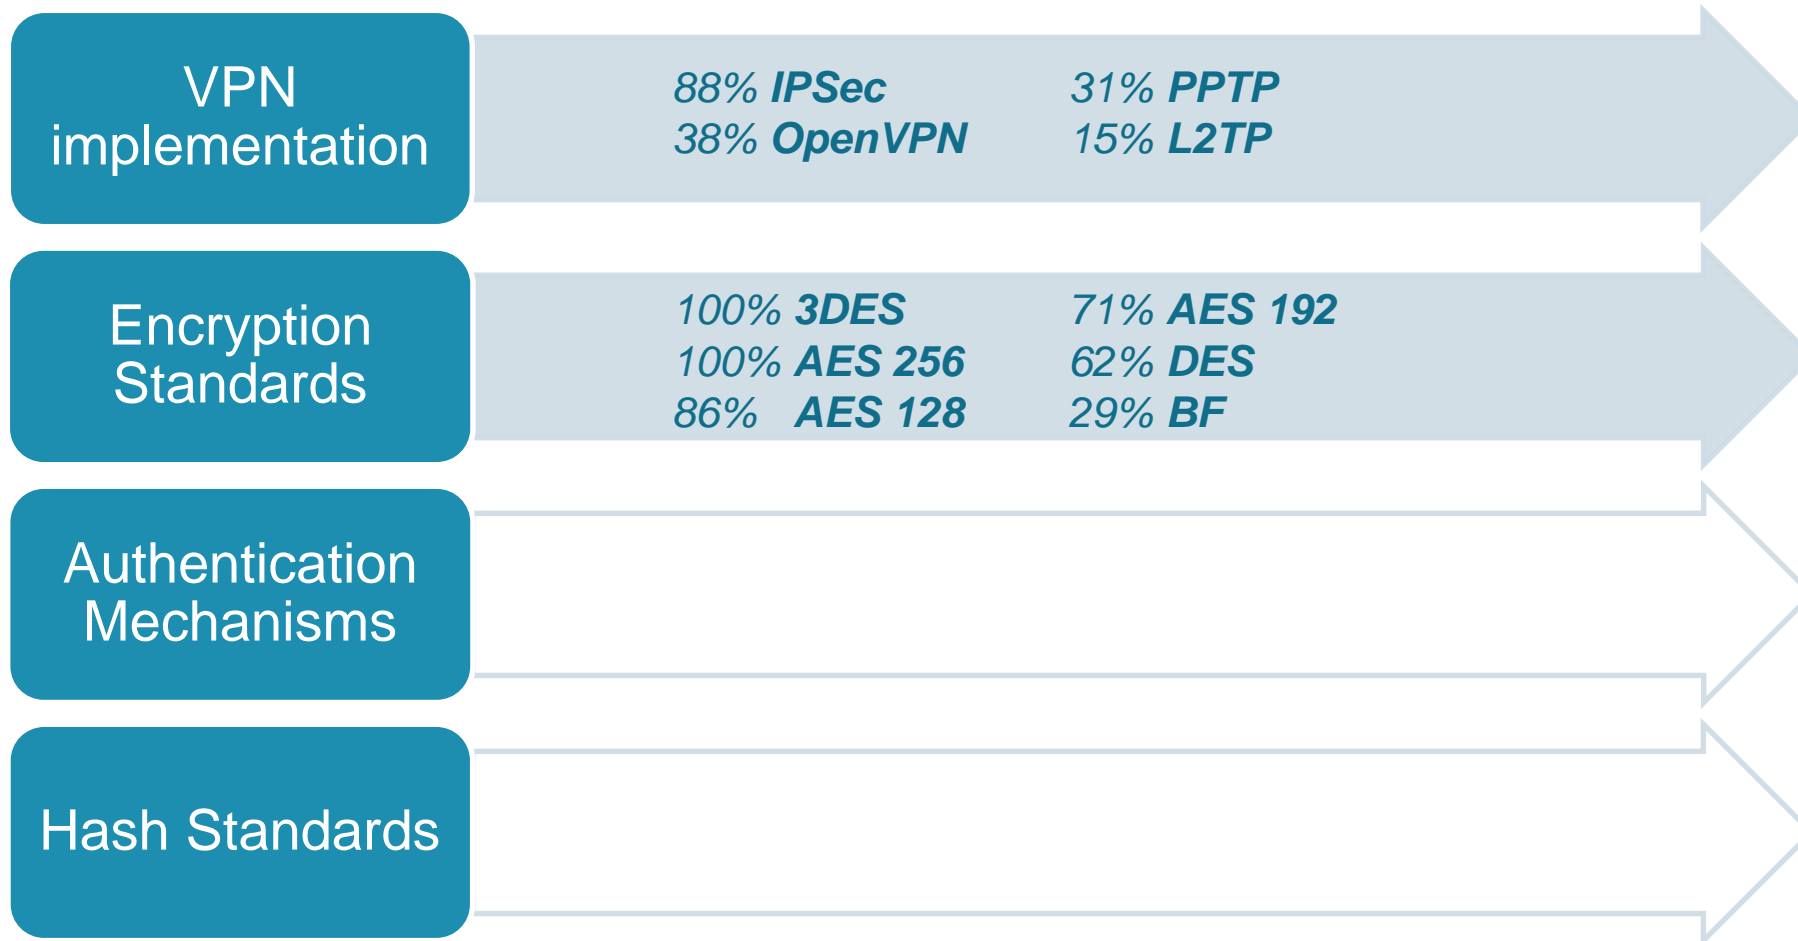 VPN
implementation
88% IPSec 31% PPTP
38% OpenVPN 15% L2TP
Encryption
Standards
100% 3DES 71% AES 192
100% AES 256 62% DES
86% AES 128 29% BF
Authentication
Mechanisms
Hash Standards